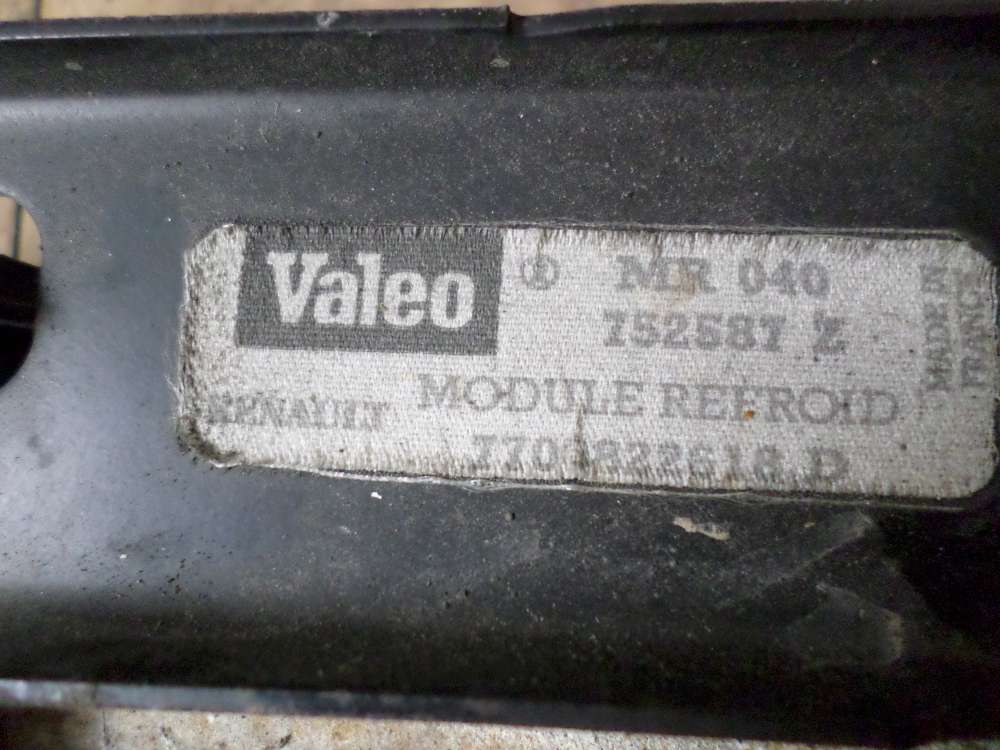 Valeo ® MR 040
752587 Z
MODULE REFROID
RENAULT
D
MADE IN
FRANCE